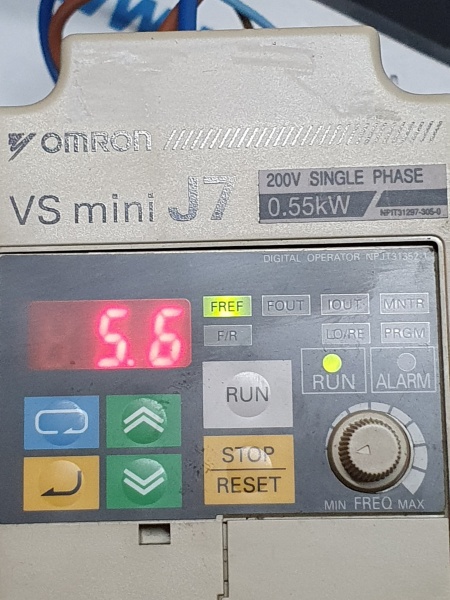 OMRON
VS mini J7
200V SINGLE PHASE
0.55kW
NPIT31297-305-0
DIGITAL OPERATOR NPJT31352-1
5.6
FREF FOUT IOUT MNTR
F/R LO/RE PRGM
RUN ALARM
RUN
STOP
RESET
MIN FREQ MAX